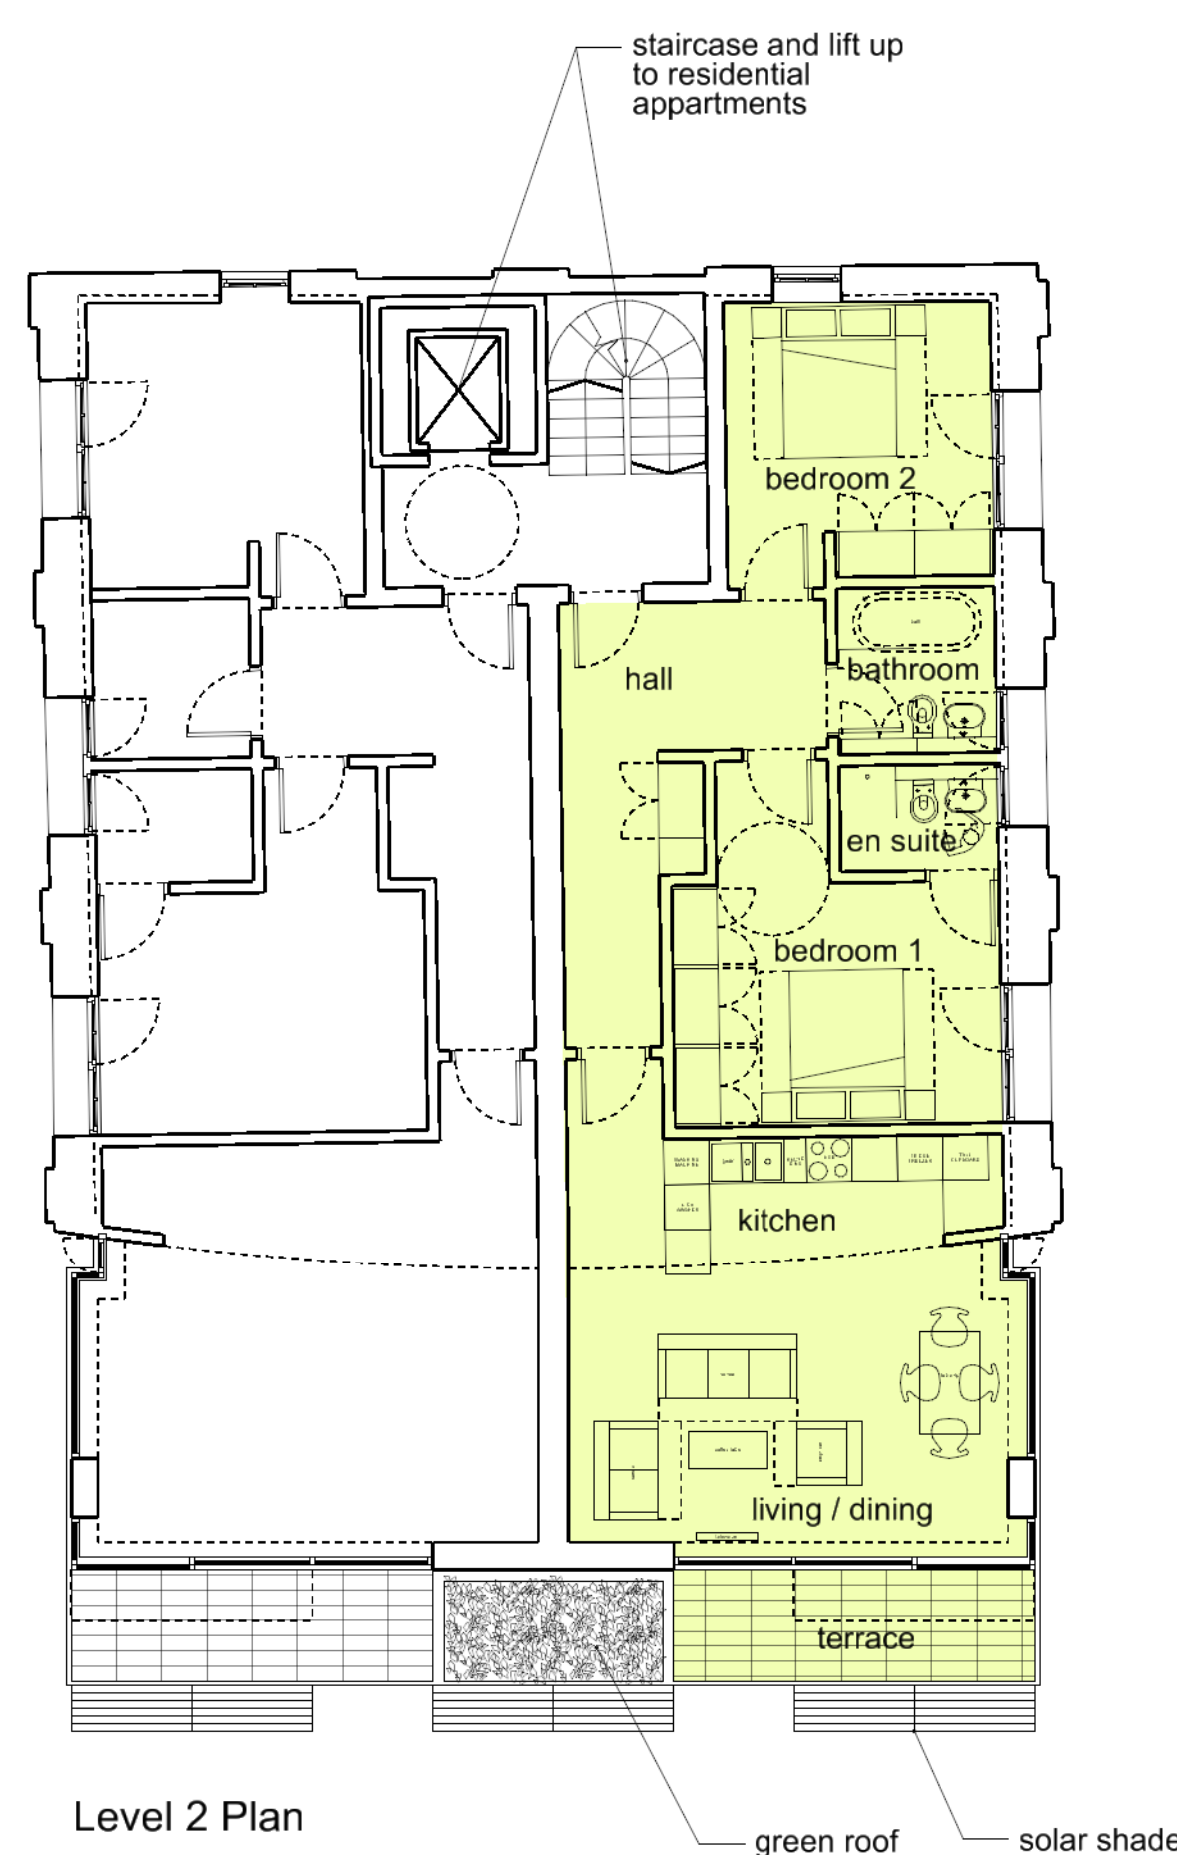 staircase and lift up
to residential
appartments
bedroom 2
bathroom
hall
en suite
bedroom 1
kitchen
living / dining
terrace
Level 2 Plan
green roof
solar shade